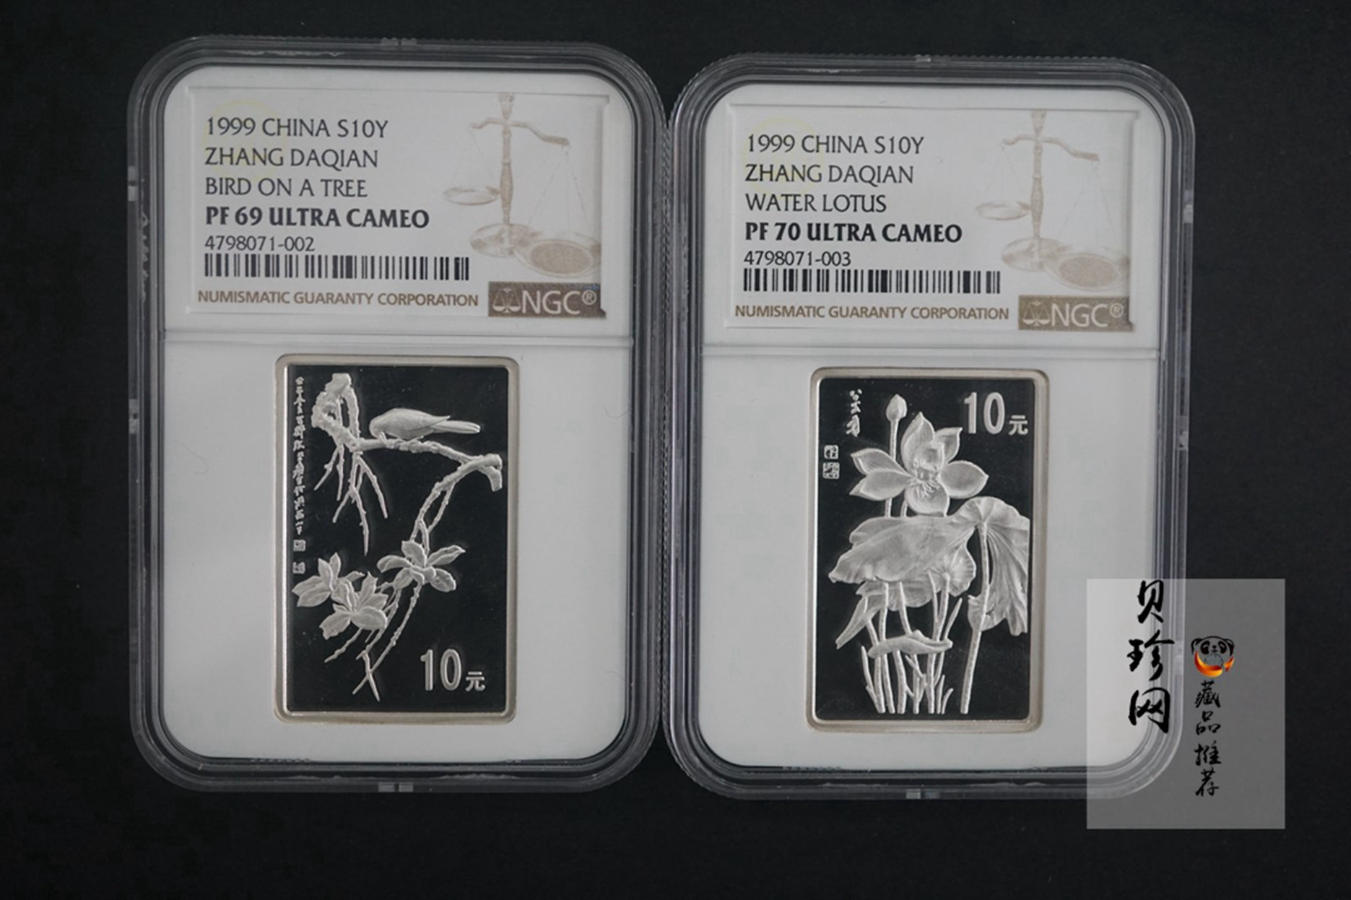 1999 CHINA S10Y
ZHANG DAQIAN
BIRD ON A TREE
PF 69 ULTRA CAMEO
4798071-002
NUMISMATIC GUARANTY CORPORATION
NGC®
10元
1999 CHINA S10Y
ZHANG DAQIAN
WATER LOTUS
PF 70 ULTRA CAMEO
4798071-003
NUMISMATIC GUARANTY CORPORATION
NGC®
10元
贝珍网
藏品推荐